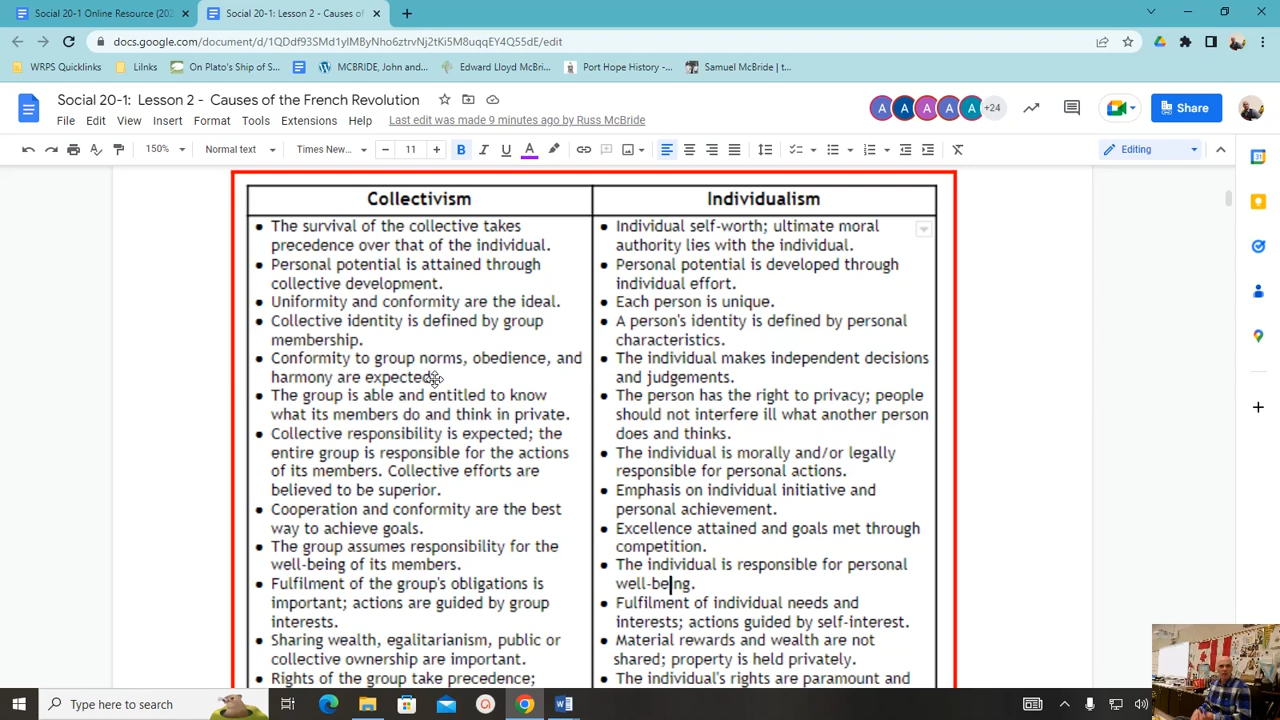 Social 20-1 Online Resource (202
Social 20-1: Lesson 2 - Causes of
docs.google.com/document/d/1QDdf93SMd1yIMByNho6ztrvNj2tKi5M8uqqEY4Q55DE/edit
WRPS Quicklinks
LiInks
On Plato's Ship of S...
MCBRIDE, John and...
Edward Lloyd McBri...
Port Hope History -...
Samuel McBride | t...
Social 20-1: Lesson 2 - Causes of the French Revolution
A A A A A +24
Share
File Edit View Insert Format Tools Extensions Help
Last edit was made 9 minutes ago by Russ McBride
150% Normal text Times New... - 11 + B I U A
Editing
Collectivism
The survival of the collective takes
precedence over that of the individual.
Personal potential is attained through
collective development.
Uniformity and conformity are the ideal.
Collective identity is defined by group
membership.
Conformity to group norms, obedience, and
harmony are expected
The group is able and entitled to know
what its members do and think in private.
Collective responsibility is expected; the
entire group is responsible for the actions
of its members. Collective efforts are
believed to be superior.
Cooperation and conformity are the best
way to achieve goals.
The group assumes responsibility for the
well-being of its members.
Fulfilment of the group's obligations is
important; actions are guided by group
interests.
Sharing wealth, egalitarianism, public or
collective ownership are important.
Rights of the group take precedence;
Individualism
Individual self-worth; ultimate moral
authority lies with the individual.
Personal potential is developed through
individual effort.
Each person is unique.
A person's identity is defined by personal
characteristics.
The individual makes independent decisions
and judgements.
The person has the right to privacy; people
should not interfere ill what another person
does and thinks.
The individual is morally and/or legally
responsible for personal actions.
Emphasis on individual initiative and
personal achievement.
Excellence attained and goals met through
competition.
The individual is responsible for personal
well-being.
Fulfilment of individual needs and
interests; actions guided by self-interest.
Material rewards and wealth are not
shared; property is held privately.
The individual's rights are paramount and
Type here to search